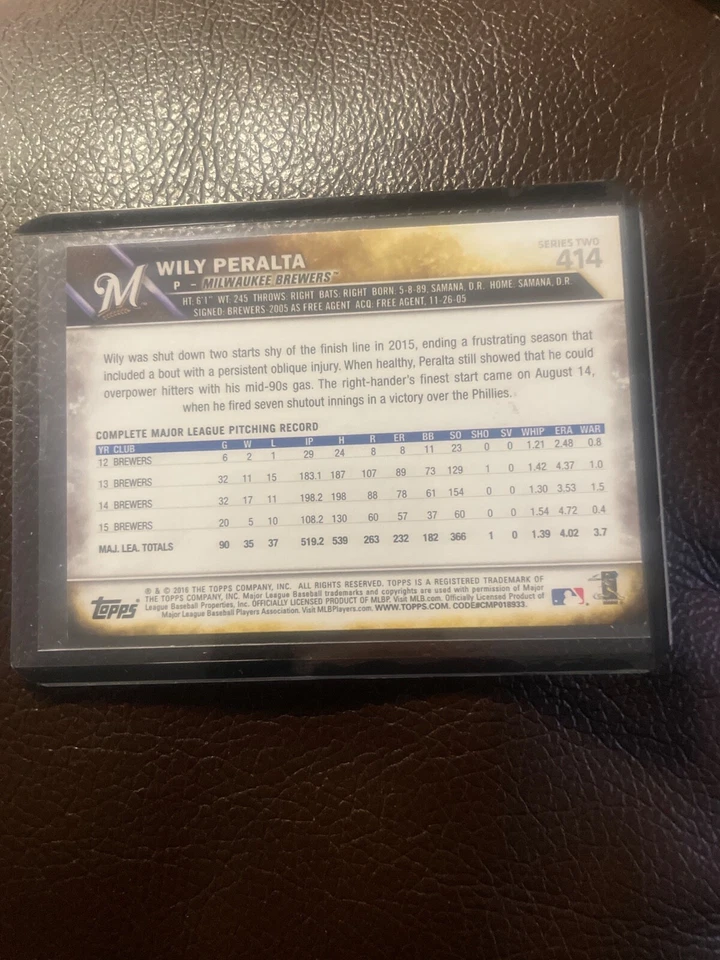 SERIES TWO
414
M
WILY PERALTA
P - MILWAUKEE BREWERS™
HT: 6'1" WT: 245 THROWS: RIGHT BATS: RIGHT BORN: 5-8-89, SAMANA, D.R. HOME: SAMANA, D.R.
SIGNED: BREWERS 2005 AS FREE AGENT ACQ: FREE AGENT, 11-26-05
Wily was shut down two starts shy of the finish line in 2015, ending a frustrating season that
included a bout with a persistent oblique injury. When healthy, Peralta still showed that he could
overpower hitters with his mid-90s gas. The right-hander's finest start came on August 14,
when he fired seven shutout innings in a victory over the Phillies.
COMPLETE MAJOR LEAGUE PITCHING RECORD
YR CLUB G W L IP H R ER BB SO SHO SV WHIP ERA WAR
12 BREWERS 6 2 1 29 24 8 8 11 23 0 0 1.21 2.48 0.8
13 BREWERS 32 11 15 183.1 187 107 89 73 129 1 0 1.42 4.37 1.0
14 BREWERS 32 17 11 198.2 198 88 78 61 154 0 0 1.30 3.53 1.5
15 BREWERS 20 5 10 108.2 130 60 57 37 60 0 0 1.54 4.72 0.4
MAJ. LEA. TOTALS 90 35 37 519.2 539 263 232 182 366 1 0 1.39 4.02 3.7
Topps
® & © 2016 THE TOPPS COMPANY, INC. ALL RIGHTS RESERVED. TOPPS IS A REGISTERED TRADEMARK OF
THE TOPPS COMPANY, INC. Major League Baseball trademarks and copyrights are used with permission of Major
League Baseball Properties, Inc. OFFICIALLY LICENSED PRODUCT OF MLBP. Visit MLB.com. Officially Licensed Product of
Major League Baseball Players Association. Visit MLBPlayers.com. WWW.TOPPS.COM. CODE#CMP018933.